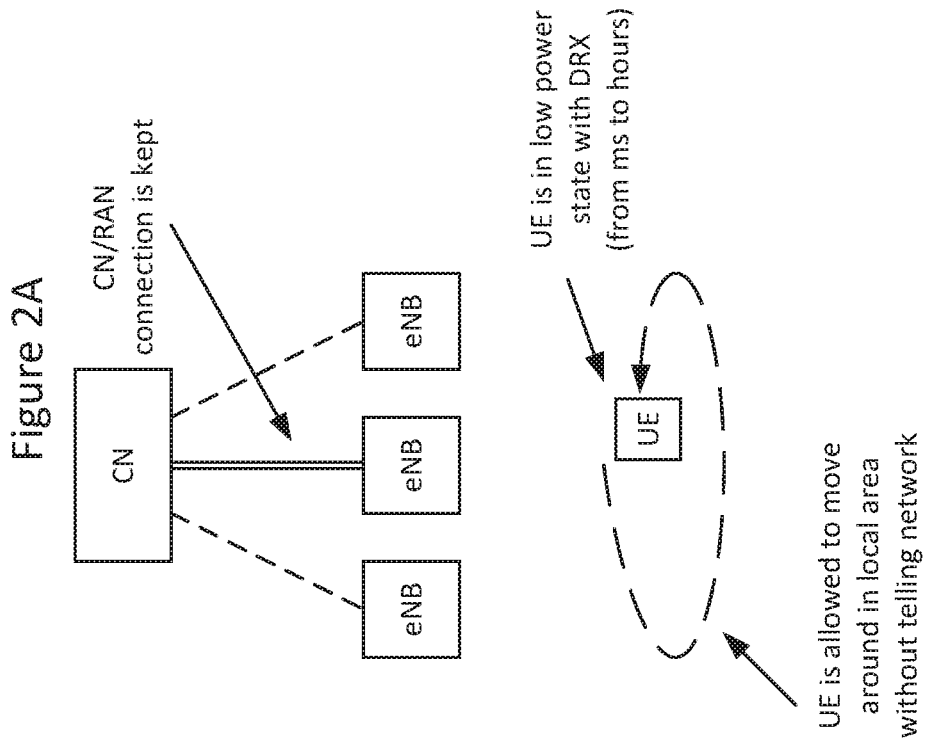 Figure 2A
CN
CN/RAN
connection is kept
eNB
eNB
eNB
UE
UE is in low power
state with DRX
(from ms to hours)
UE is allowed to move
around in local area
without telling network